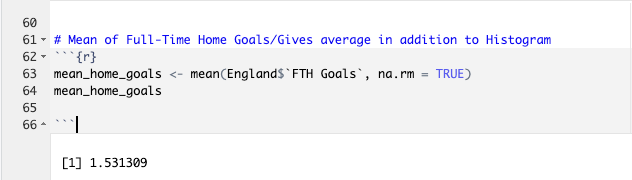 60
61 # Mean of Full-Time Home Goals/Gives average in addition to Histogram
62 ```{r}
63 mean_home_goals <- mean(England$`FTH Goals`, na.rm = TRUE)
64 mean_home_goals
65
66 ```
[1] 1.531309